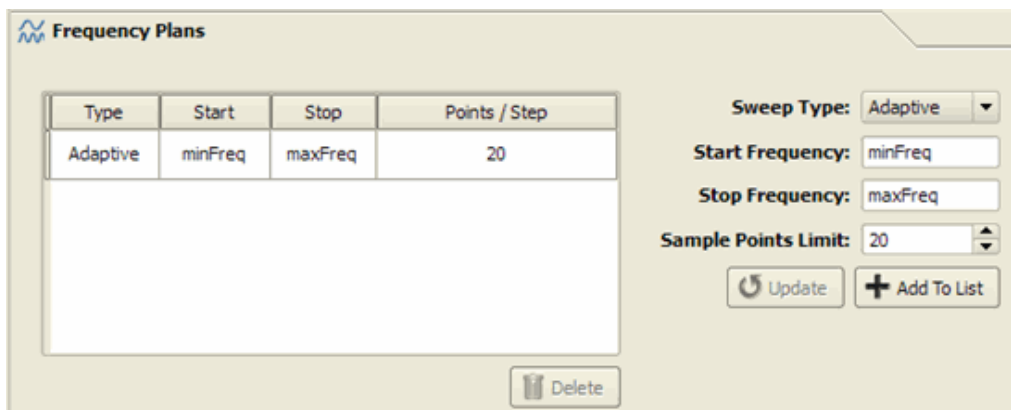 Frequency Plans
Type Start Stop Points / Step
Adaptive minFreq maxFreq 20
Sweep Type: Adaptive
Start Frequency: minFreq
Stop Frequency: maxFreq
Sample Points Limit: 20
Update Add To List
Delete